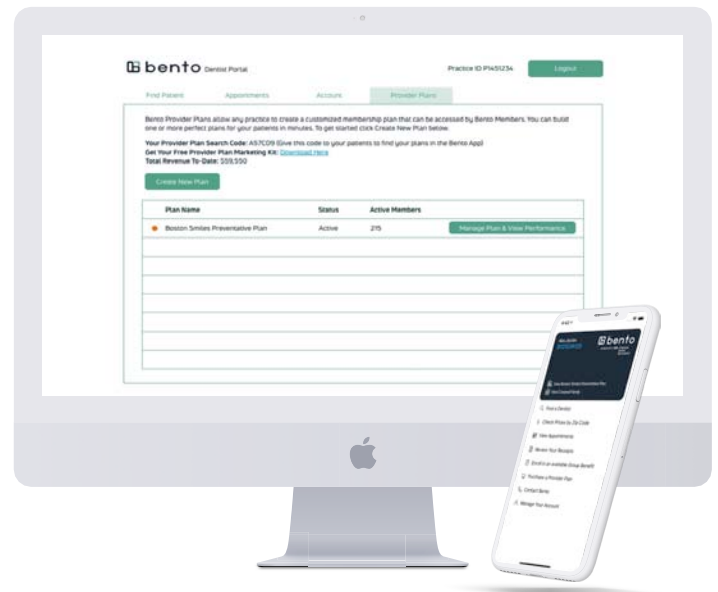 bento Dentist Portal
Practice ID P1451234
Logout
Find Patient
Appointments
Account
Provider Plans
Bento Provider Plans allow any practice to create a customized membership plan that can be accessed by Bento Members. You can build
one or more perfect plans for your patients in minutes. To get started click Create New Plan below.
Your Provider Plan Search Code: A57CD9 (Give this code to your patients to find your plans in the Bento App)
Get Your Free Provider Plan Marketing Kit: Download Here
Total Revenue To-Date: $59,550
Create New Plan
Plan Name
Status
Active Members
Boston Smiles Preventative Plan
Active
215
Manage Plan & View Performance
bento
Find a Dentist
Check Prices by Zip Code
View Appointments
Review Your Receipts
Enroll in an available Group Benefit
Purchase a Provider Plan
Contact Bento
Manage Your Account